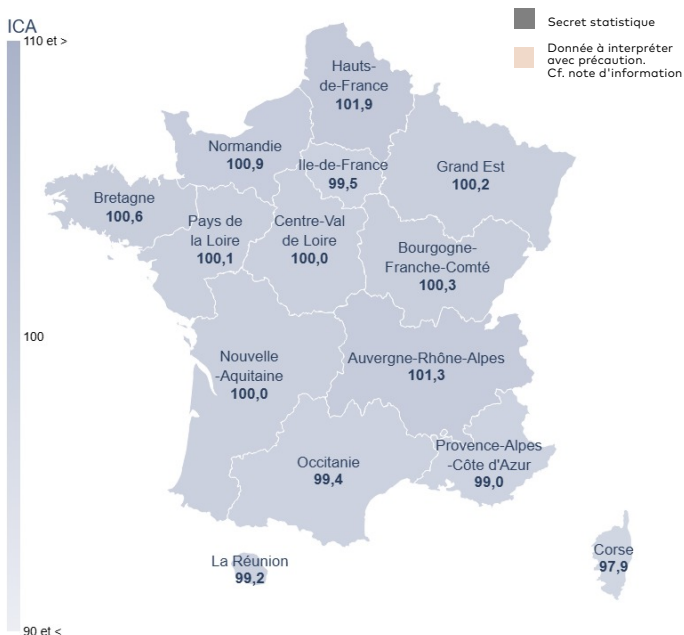 ICA
110 et >
100
90 et <
Secret statistique
Donnée à interpréter
avec précaution.
Cf. note d'information
Hauts-
de-France
101,9
Normandie
100,9
Ile-de-France
99,5
Grand Est
100,2
Bretagne
100,6
Pays de
la Loire
100,1
Centre-Val
de Loire
100,0
Bourgogne-
Franche-Comté
100,3
Nouvelle
-Aquitaine
100,0
Auvergne-Rhône-Alpes
101,3
Occitanie
99,4
Provence-Alpes
-Côte d'Azur
99,0
La Réunion
99,2
Corse
97,9